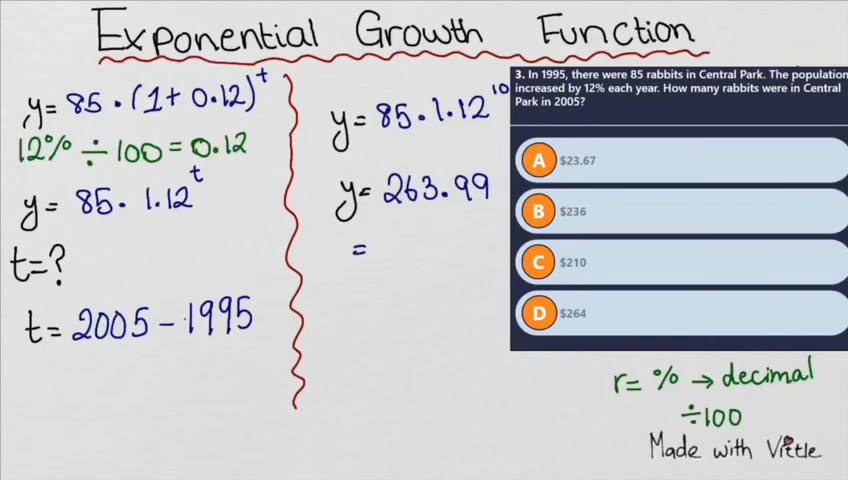 Exponential Growth Function
y= 85 · (1+ 0.12)^t
12% ÷ 100 = 0.12
y= 85 · 1.12^t
t=?
t= 2005 - 1995
y= 85 · 1.12^10
y= 263.99
=
3. In 1995, there were 85 rabbits in Central Park. The population
increased by 12% each year. How many rabbits were in Central
Park in 2005?
A $23.67
B $236
C $210
D $264
r= % → decimal
÷100
Made with Vittle